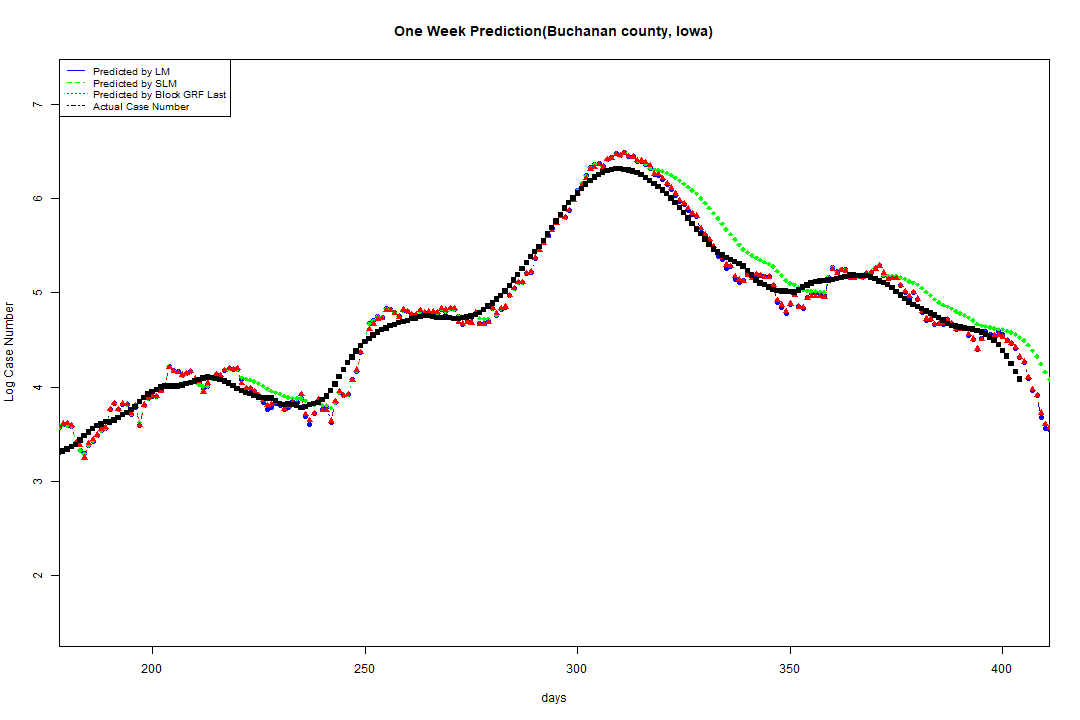 One Week Prediction(Buchanan county, Iowa)
Predicted by LM
Predicted by SLM
Predicted by Block GRF Last
Actual Case Number
7
6
5
4
3
2
Log Case Number
200 250 300 350 400
days